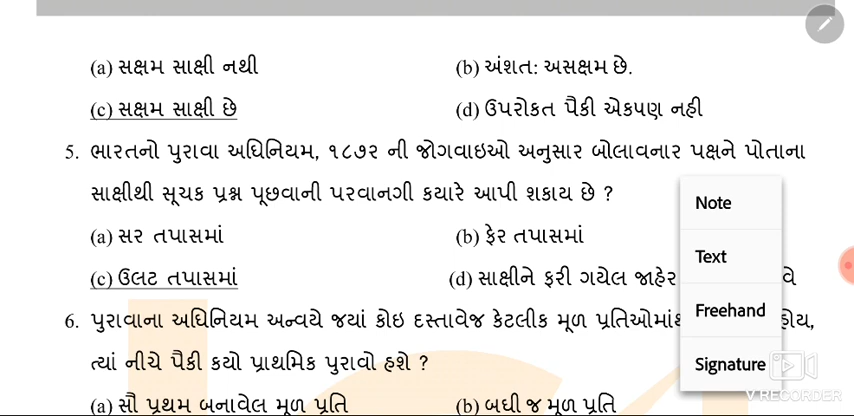 (a) સક્ષમ સાક્ષી નથી (b) અંશત: અસક્ષમ છે.
(c) સક્ષમ સાક્ષી છે (d) ઉપરોકત પૈકી એકપણ નહી
5. ભારતનો પુરાવા અધિનિયમ, ૧૮૭૨ ની જોગવાઇઓ અનુસાર બોલાવનાર પક્ષને પોતાના
સાક્ષીથી સૂચક પ્રશ્ન પૂછવાની પરવાનગી કયારે આપી શકાય છે ?
(a) સર તપાસમાં (b) ફેર તપાસમાં
(c) ઉલટ તપાસમાં (d) સાક્ષીને ફરી ગયેલ જાહેર
6. પુરાવાના અધિનિયમ અન્વયે જયાં કોઇ દસ્તાવેજ કેટલીક મૂળ પ્રતિઓમાં હોય,
ત્યાં નીચે પૈકી કયો પ્રાથમિક પુરાવો હશે ?
(a) સૌ પ્રથમ બનાવેલ મૂળ પ્રતિ (b) બધી જ મૂળ પ્રતિ
Note
Text
Freehand
Signature
V RECORDER